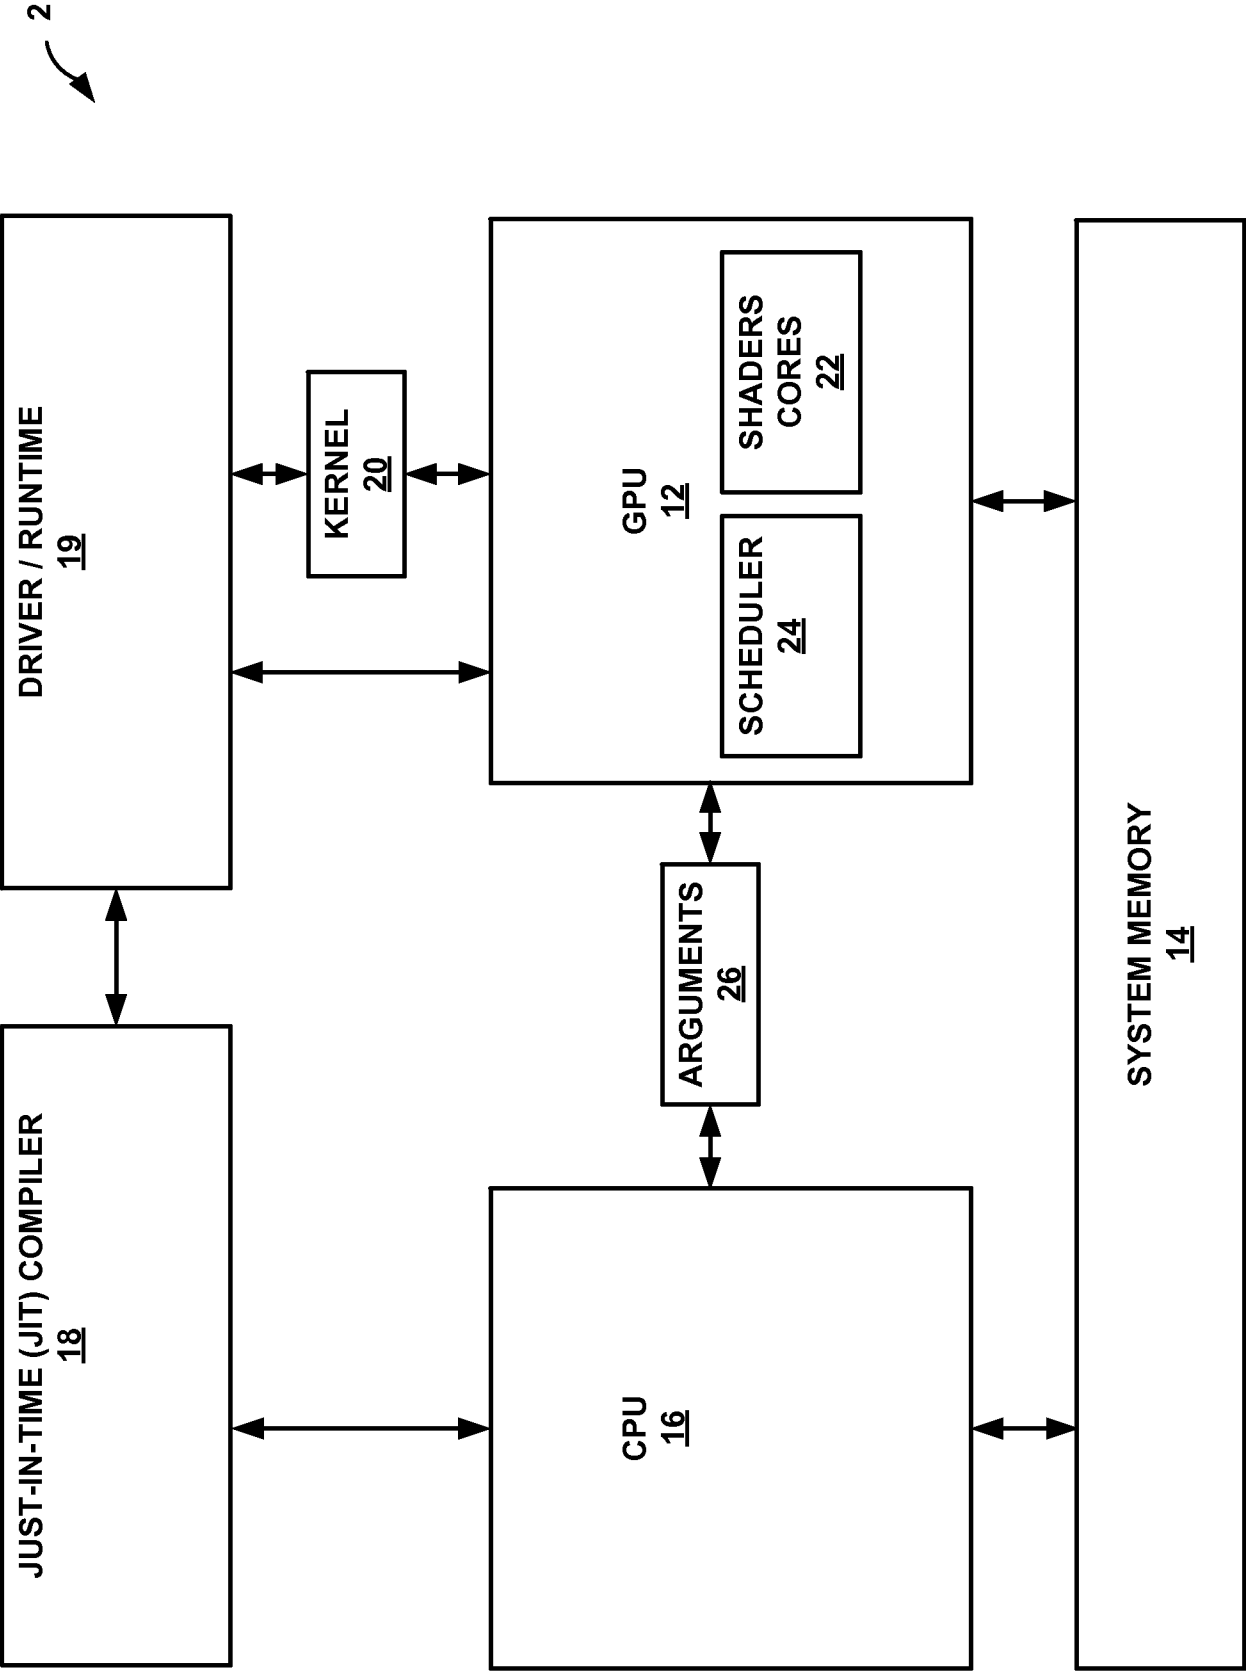 2
JUST-IN-TIME (JIT) COMPILER
18
DRIVER / RUNTIME
19
KERNEL
20
CPU
16
ARGUMENTS
26
GPU
12
SCHEDULER
24
SHADERS
CORES
22
SYSTEM MEMORY
14